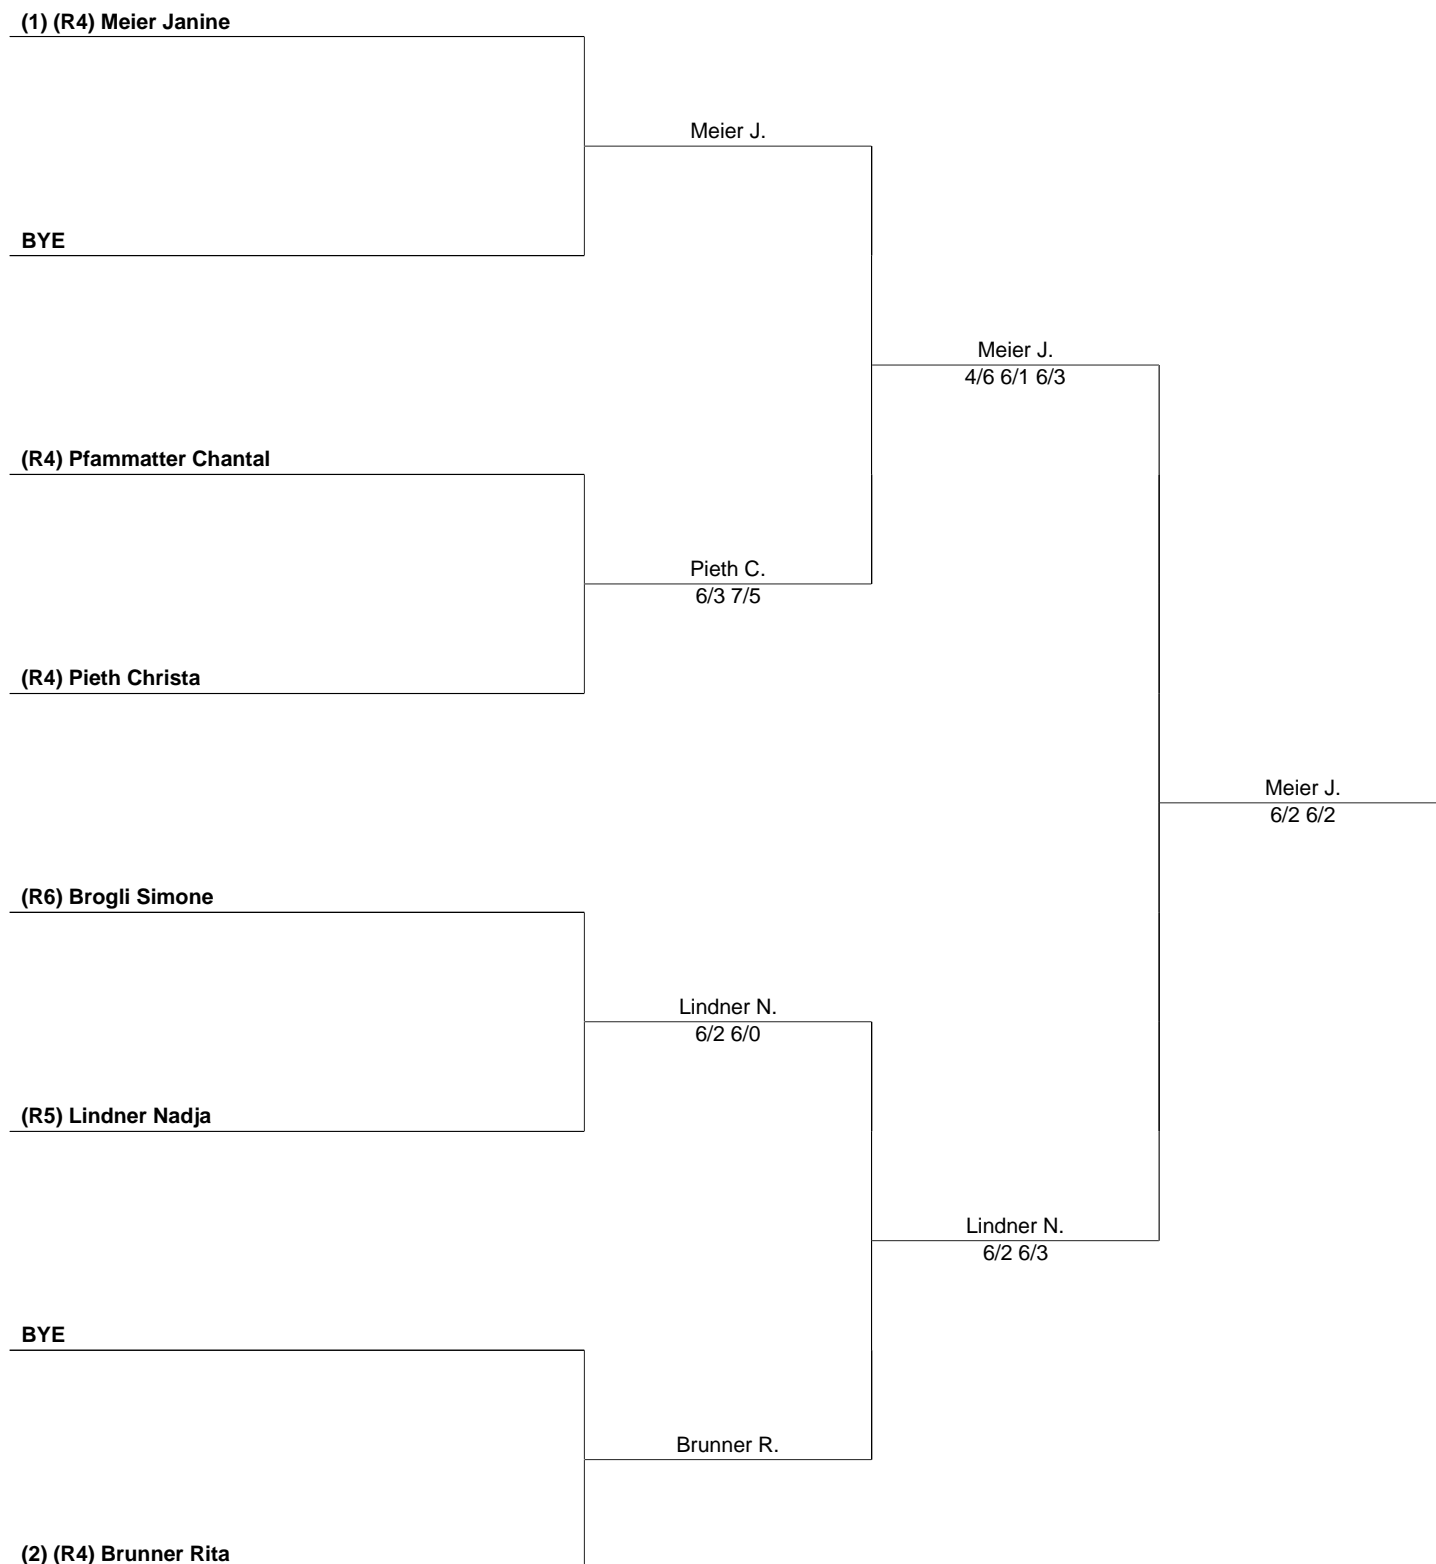 (1) (R4) Meier Janine
Meier J.
BYE
Meier J.
4/6 6/1 6/3
(R4) Pfammatter Chantal
Pieth C.
6/3 7/5
(R4) Pieth Christa
Meier J.
6/2 6/2
(R6) Brogli Simone
Lindner N.
6/2 6/0
(R5) Lindner Nadja
Lindner N.
6/2 6/3
BYE
Brunner R.
(2) (R4) Brunner Rita